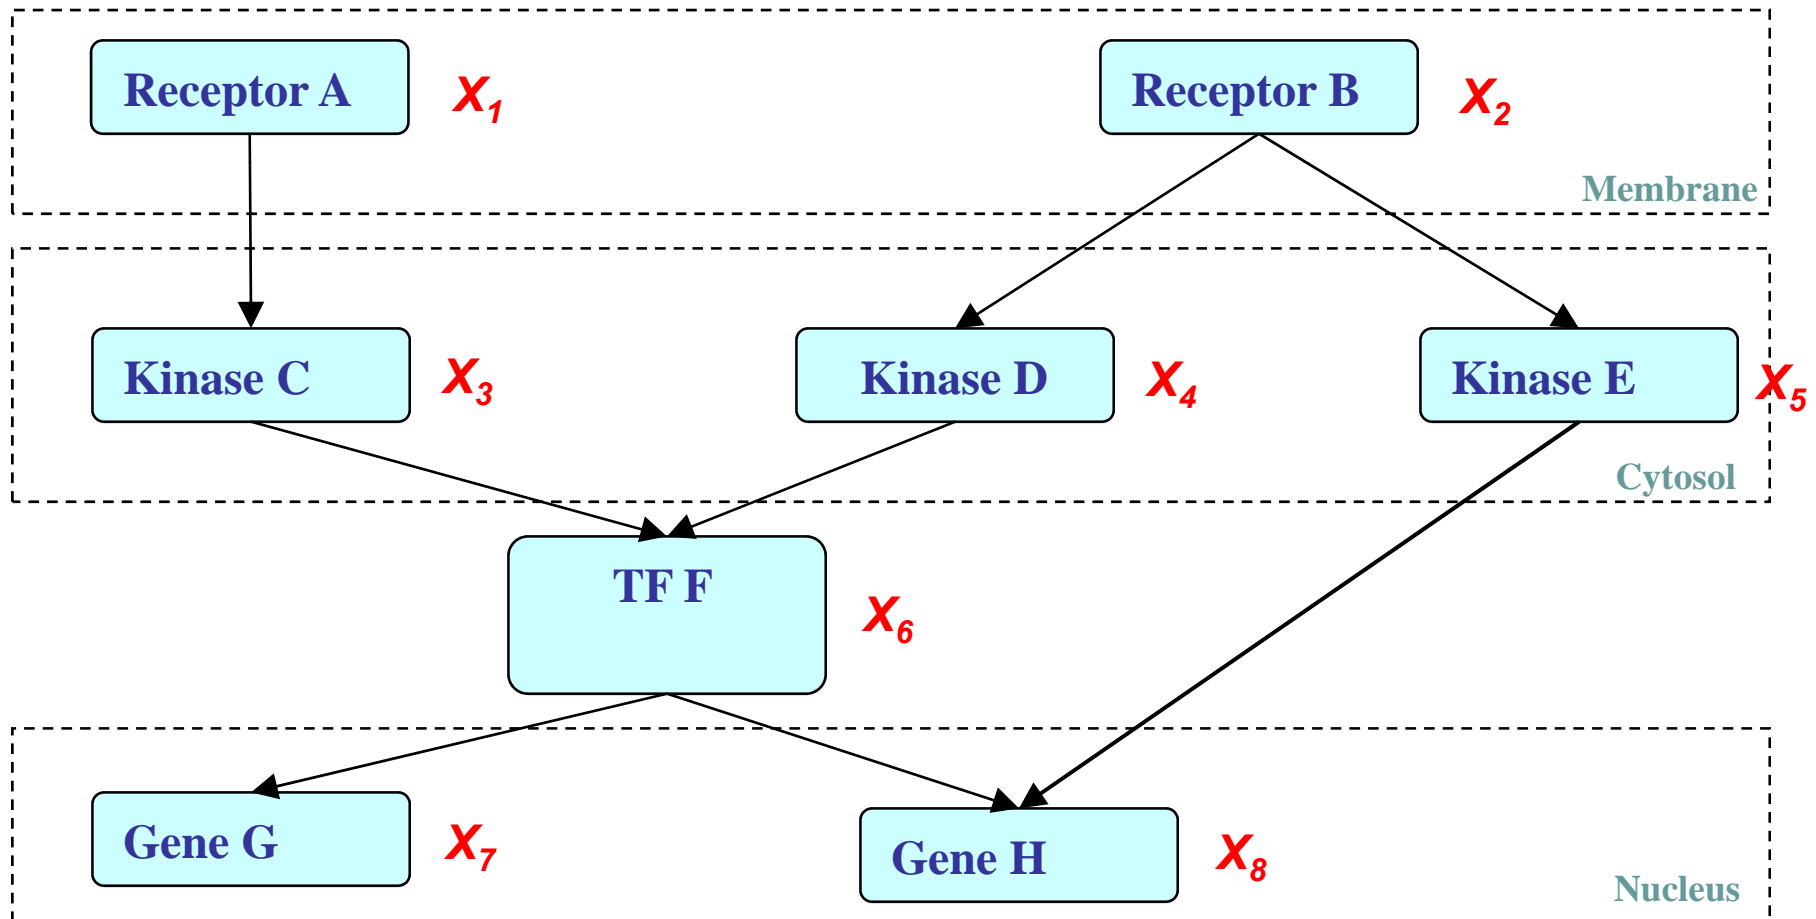 Receptor A
X1
Receptor B
X2
Membrane
Kinase C
X3
Kinase D
X4
Kinase E
X5
Cytosol
TF F
X6
Gene G
X7
Gene H
X8
Nucleus